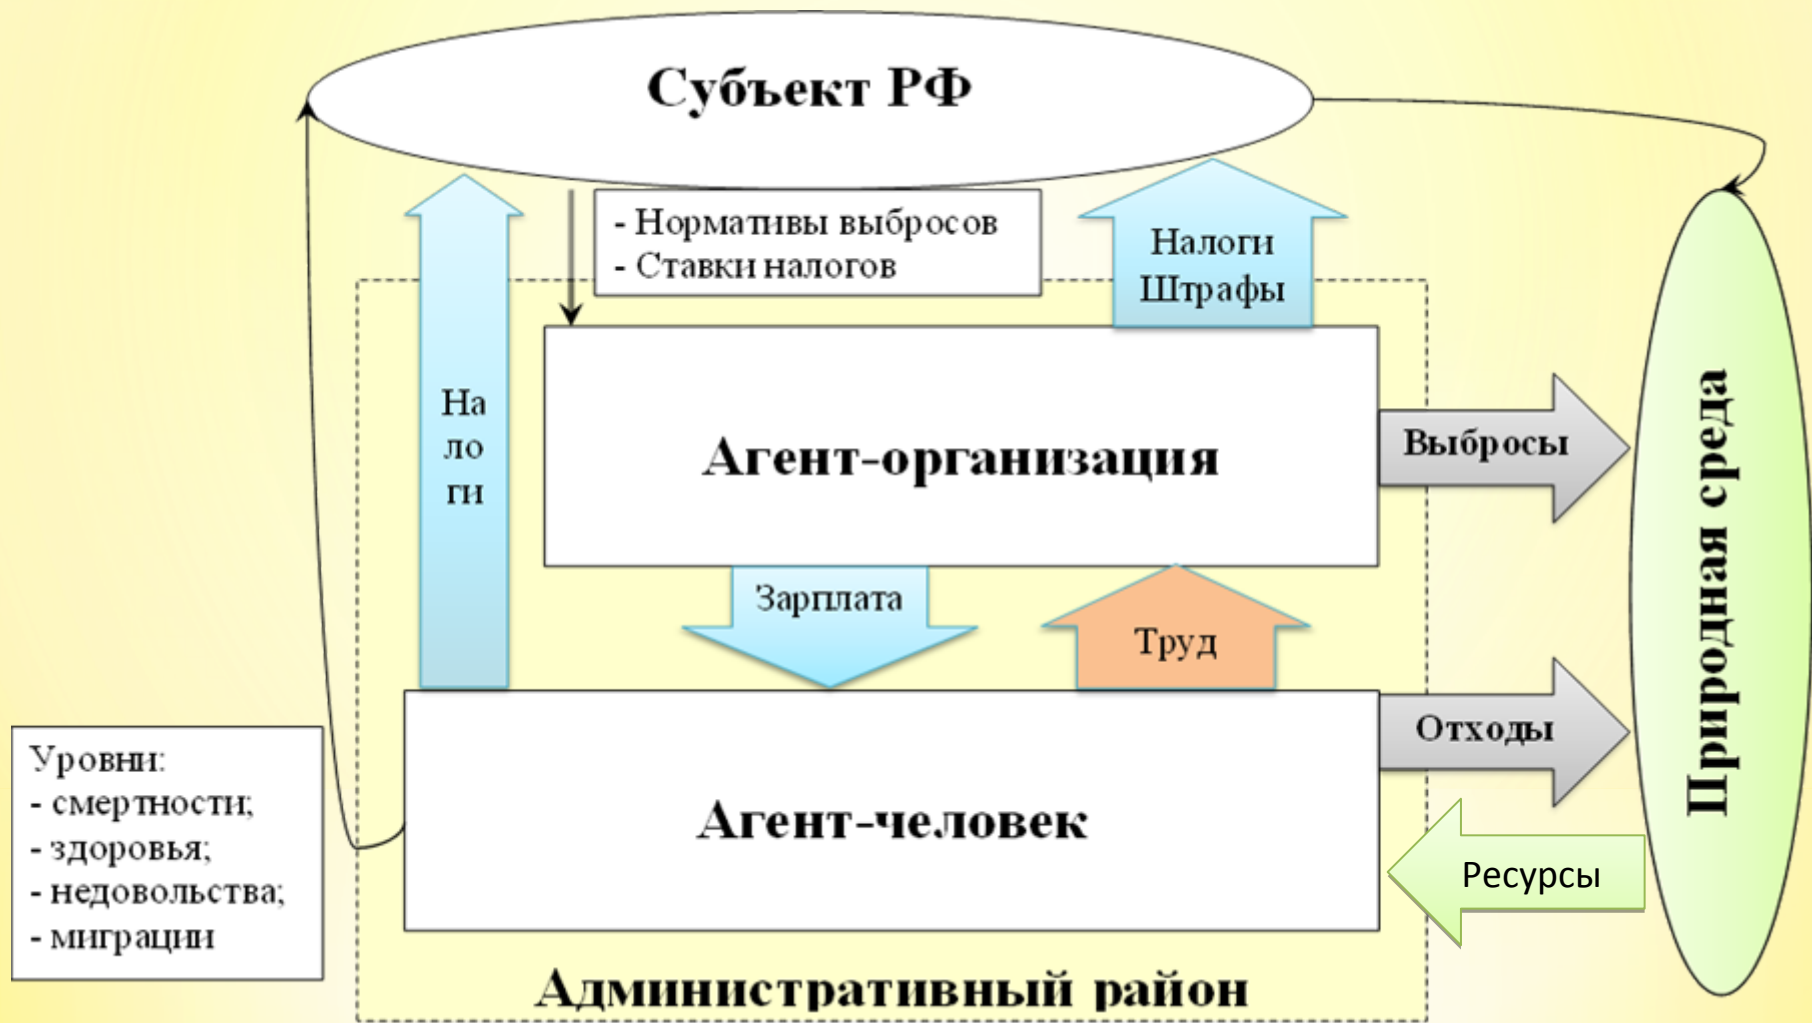 Субъект РФ
- Нормативы выбросов
- Ставки налогов
Налоги
Штрафы
На
ло
ги
Агент-организация
Выбросы
Зарплата
Труд
Природная среда
Отходы
Уровни:
- смертности;
- здоровья;
- недовольства;
- миграции
Агент-человек
Ресурсы
Административный район